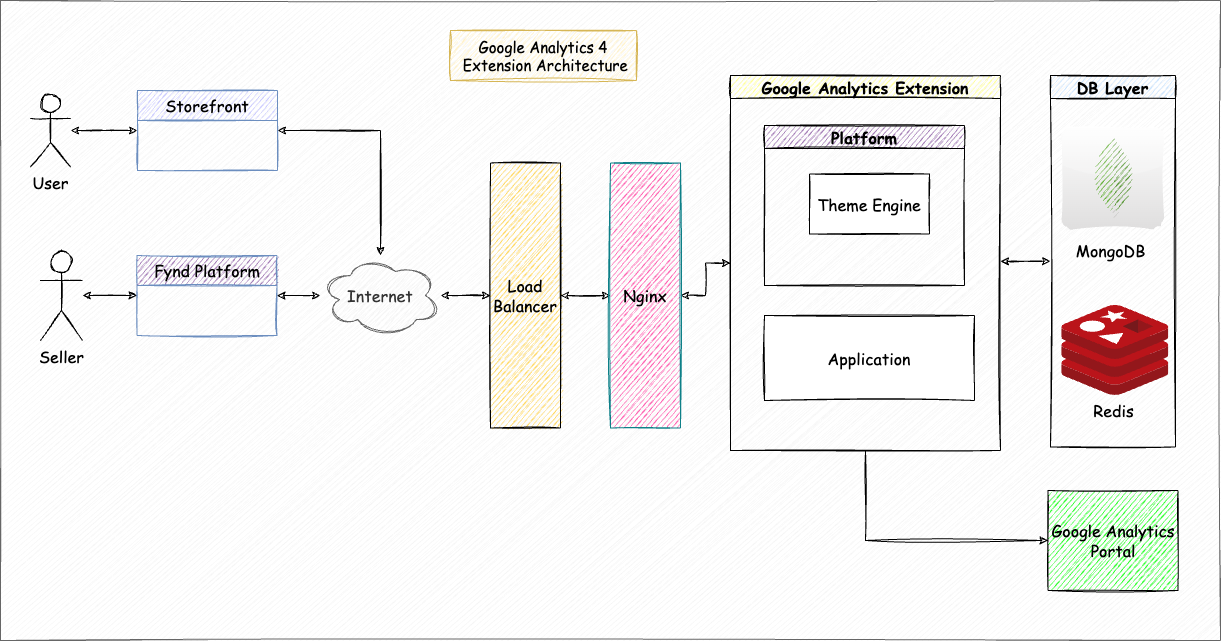 Google Analytics 4
Extension Architecture
User
Storefront
Seller
Fynd Platform
Internet
Load
Balancer
Nginx
Google Analytics Extension
Platform
Theme Engine
Application
DB Layer
MongoDB
Redis
Google Analytics
Portal